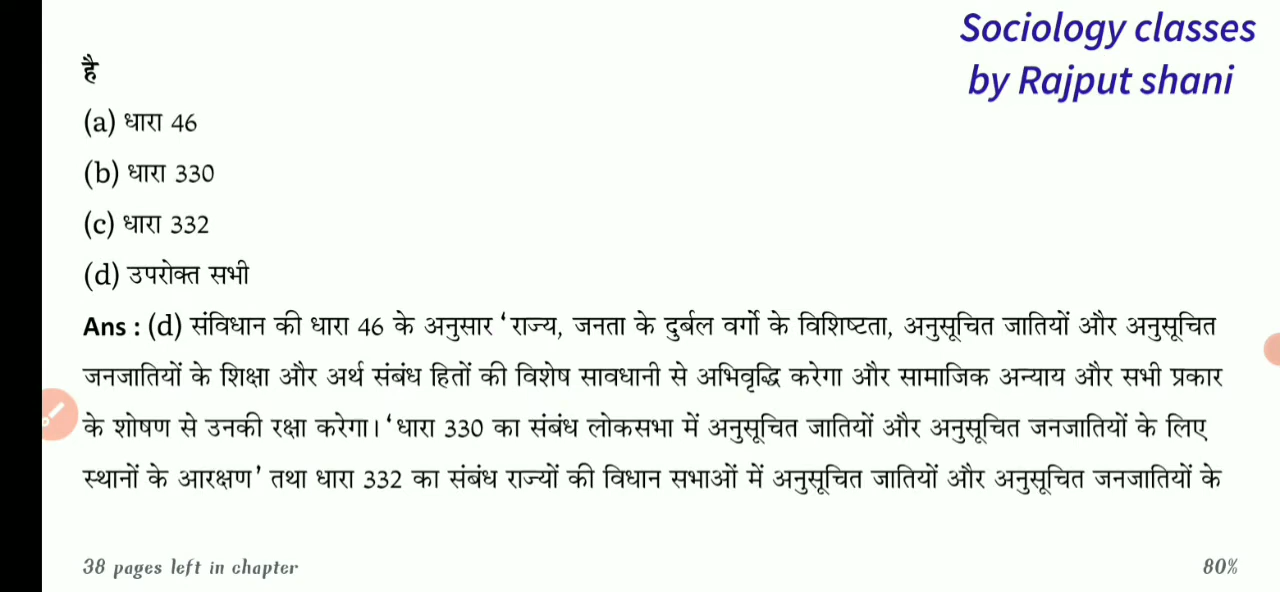 Sociology classes
by Rajput shani
है
(a) धारा 46
(b) धारा 330
(c) धारा 332
(d) उपरोक्त सभी
Ans : (d) संविधान की धारा 46 के अनुसार ‘राज्य, जनता के दुर्बल वर्गो के विशिष्टता, अनुसूचित जातियों और अनुसूचित
जनजातियों के शिक्षा और अर्थ संबंध हितों की विशेष सावधानी से अभिवृद्धि करेगा और सामाजिक अन्याय और सभी प्रकार
के शोषण से उनकी रक्षा करेगा। ‘धारा 330 का संबंध लोकसभा में अनुसूचित जातियों और अनुसूचित जनजातियों के लिए
स्थानों के आरक्षण’ तथा धारा 332 का संबंध राज्यों की विधान सभाओं में अनुसूचित जातियों और अनुसूचित जनजातियों के
38 pages left in chapter
80%